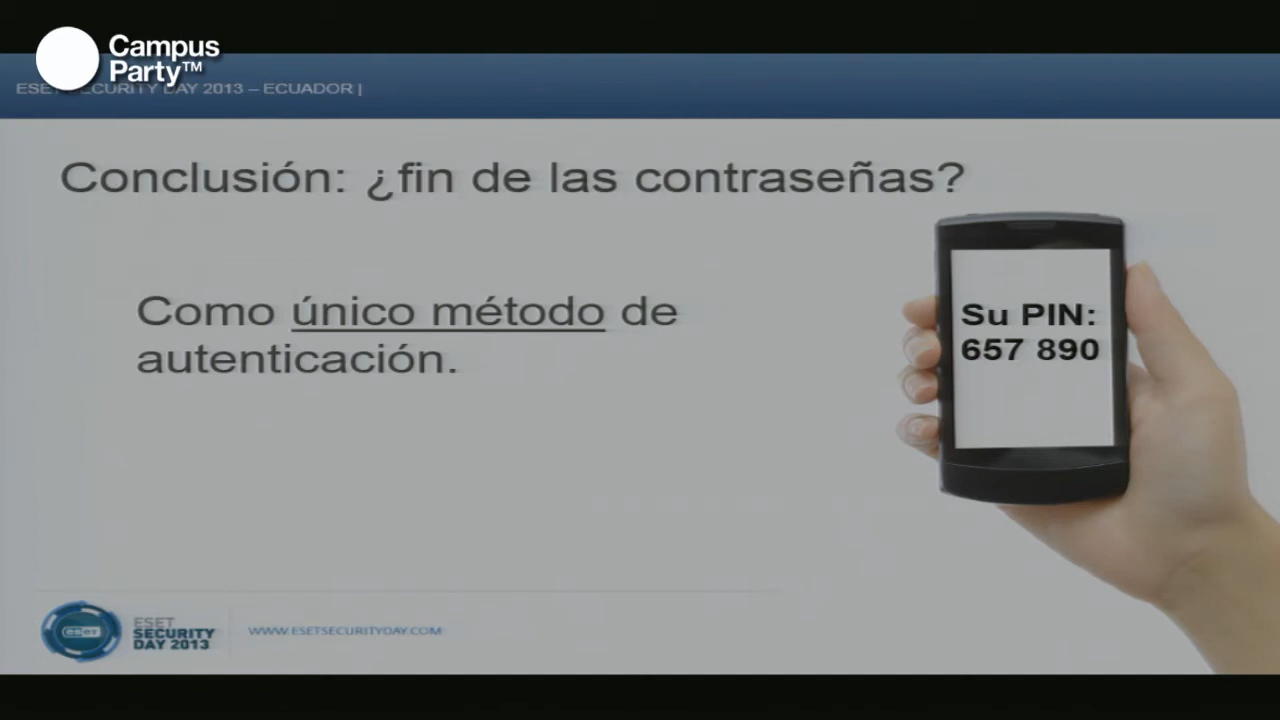 Campus
Party™
ESET SECURITY DAY 2013 – ECUADOR |
Conclusión: ¿fin de las contraseñas?
Como único método de
autenticación.
Su PIN:
657 890
eset
ESET
SECURITY
DAY 2013
WWW.ESETSECURITYDAY.COM